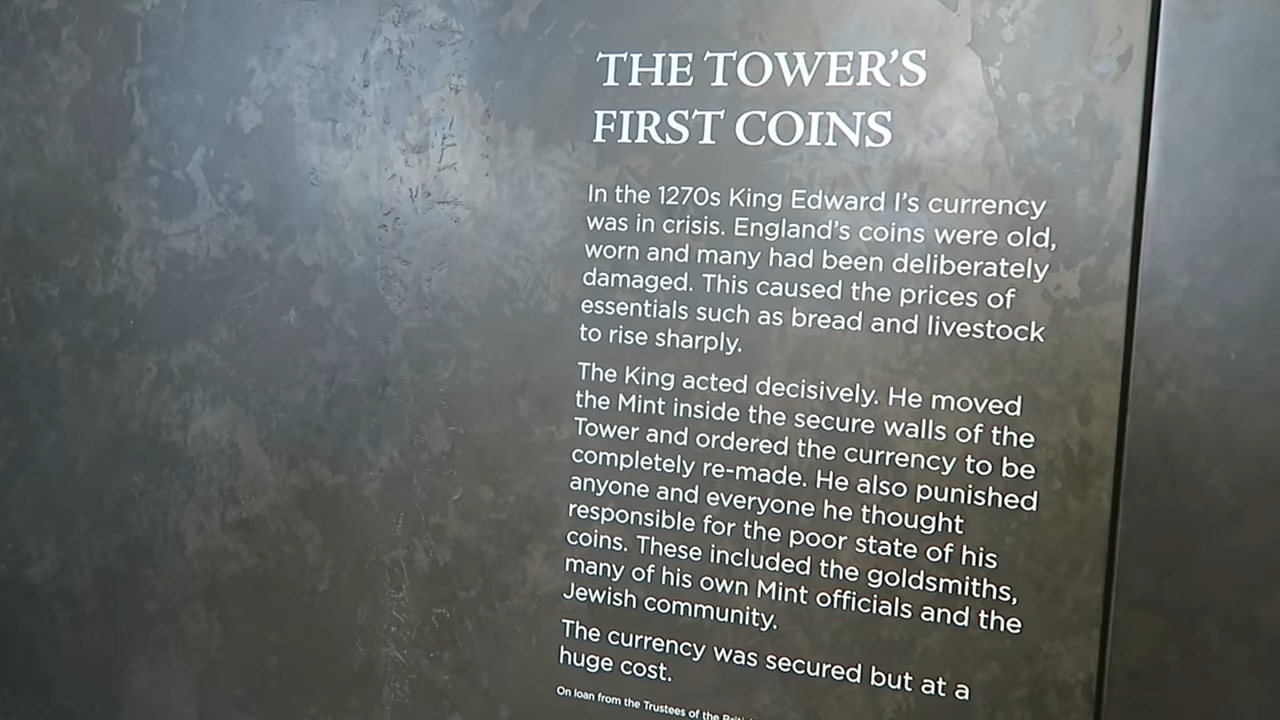 THE TOWER'S
FIRST COINS
In the 1270s King Edward I's currency
was in crisis. England's coins were old,
worn and many had been deliberately
damaged. This caused the prices of
essentials such as bread and livestock
to rise sharply.
The King acted decisively. He moved
the Mint inside the secure walls of the
Tower and ordered the currency to be
completely re-made. He also punished
anyone and everyone he thought
responsible for the poor state of his
coins. These included the goldsmiths,
many of his own Mint officials and the
Jewish community.
The currency was secured but at a
huge cost.
On loan from the Trustees of the